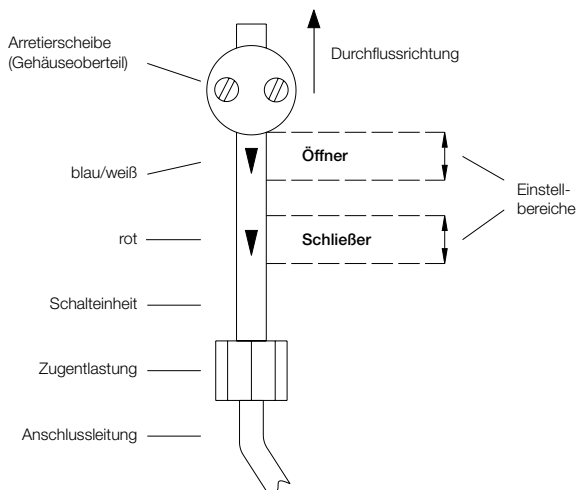 Arretierscheibe
(Gehäuseoberteil)
Durchflussrichtung
Öffner
blau/weiß
Einstell-
bereiche
rot
Schließer
Schalteinheit
Zugentlastung
Anschlussleitung